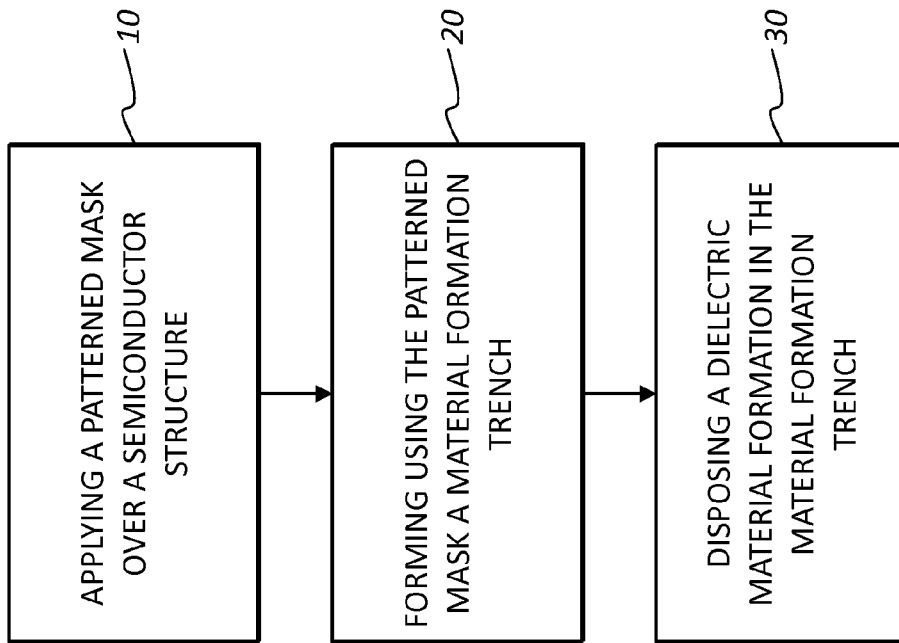 10
APPLYING A PATTERNED MASK
OVER A SEMICONDUCTOR
STRUCTURE
20
FORMING USING THE PATTERNED
MASK A MATERIAL FORMATION
TRENCH
30
DISPOSING A DIELECTRIC
MATERIAL FORMATION IN THE
MATERIAL FORMATION
TRENCH